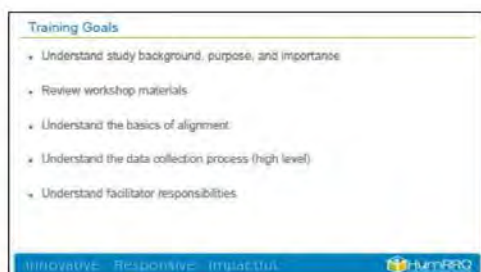 Training Goals
• Understand study background, purpose, and importance
• Review workshop materials
• Understand the basics of alignment
• Understand the data collection process (high level)
• Understand facilitator responsibilities
Innovative Responsive Impactful
HumRRO